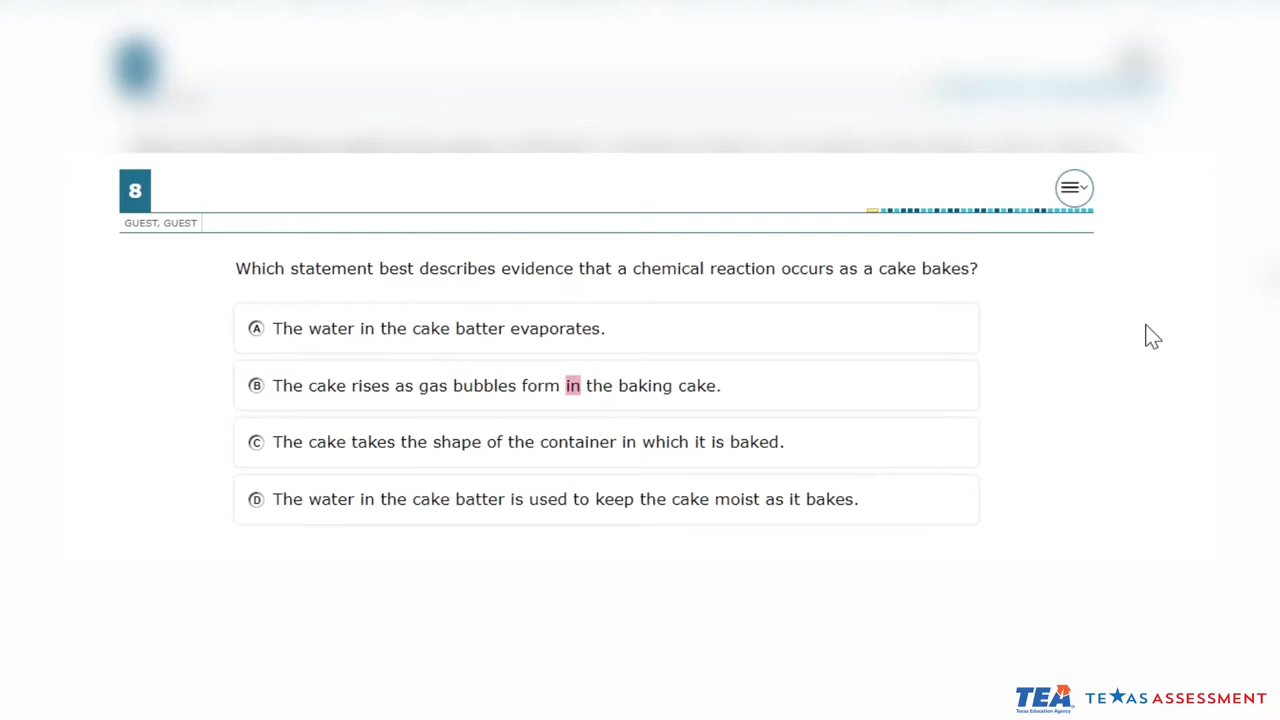 8
GUEST, GUEST
Which statement best describes evidence that a chemical reaction occurs as a cake bakes?
A The water in the cake batter evaporates.
B The cake rises as gas bubbles form in the baking cake.
C The cake takes the shape of the container in which it is baked.
D The water in the cake batter is used to keep the cake moist as it bakes.
TEA TEXAS ASSESSMENT
Texas Education Agency